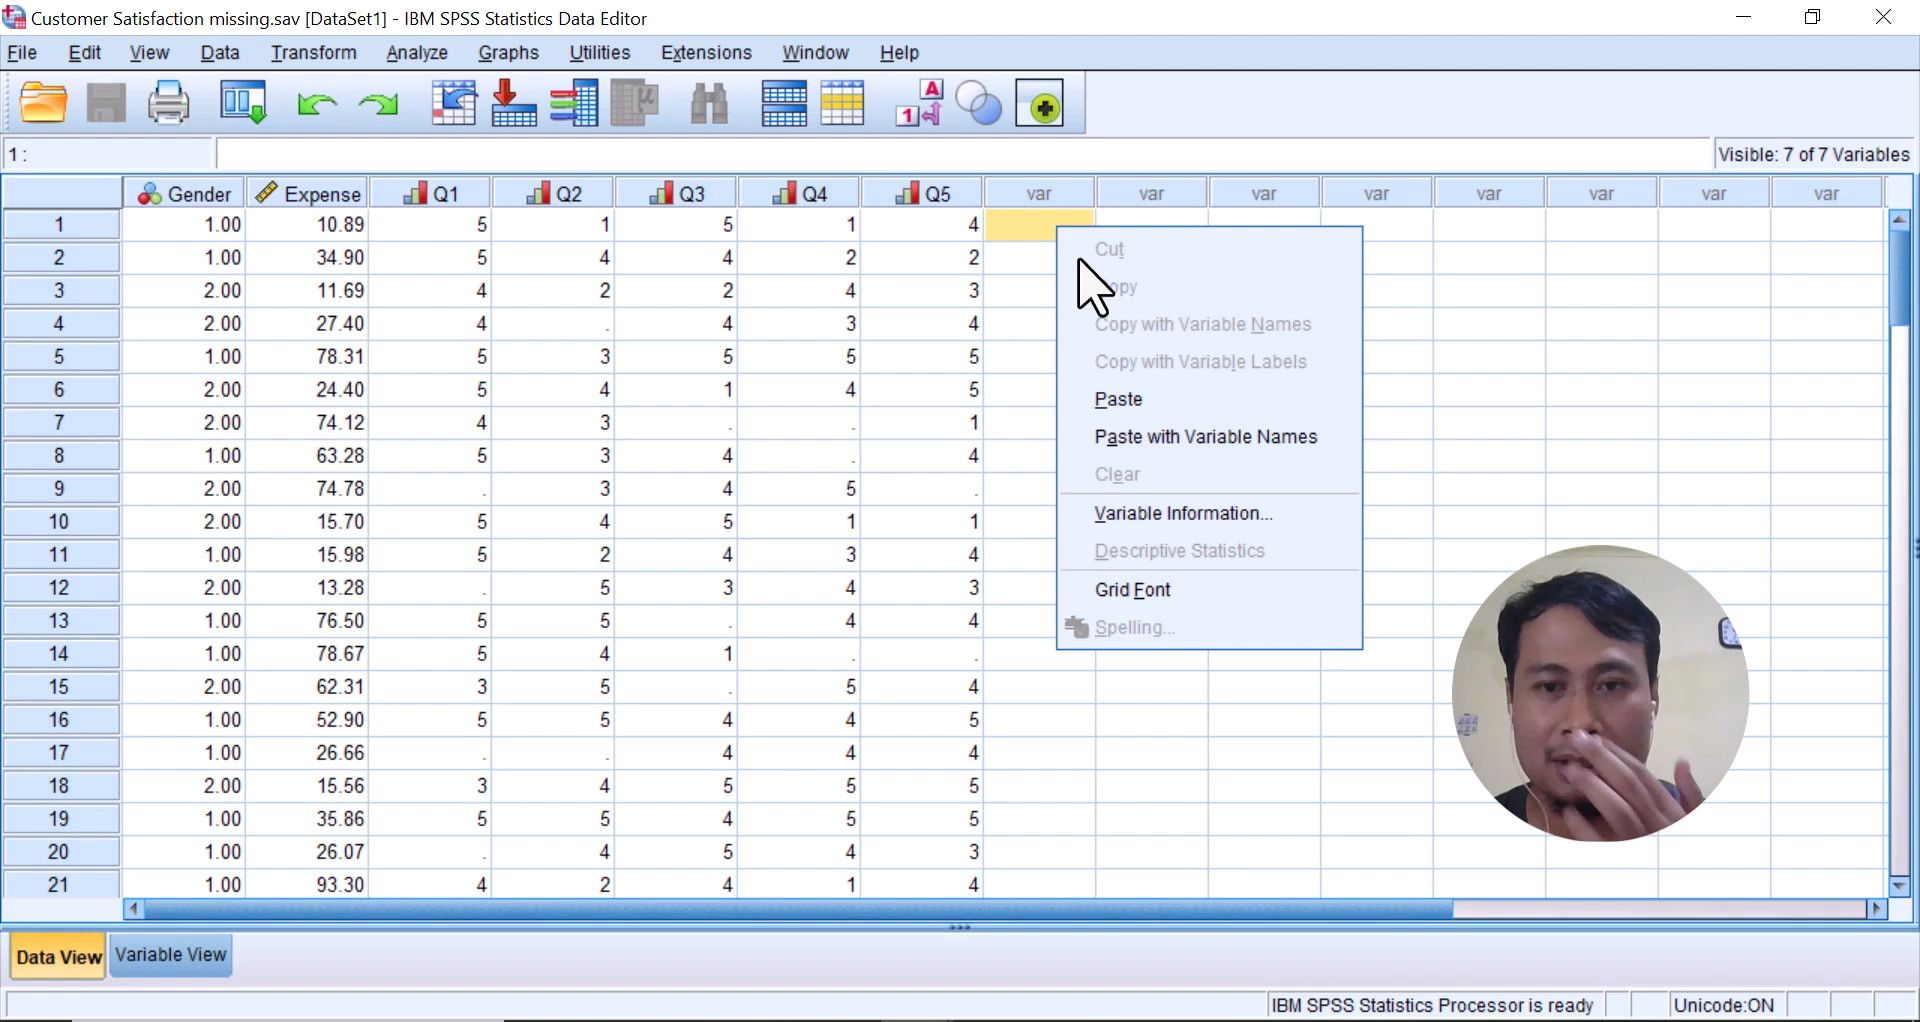 Customer Satisfaction missing.sav [DataSet1] - IBM SPSS Statistics Data Editor
File Edit View Data Transform Analyze Graphs Utilities Extensions Window Help
1 :
Visible: 7 of 7 Variables
Gender Expense Q1 Q2 Q3 Q4 Q5 var var var var var var var var
1 1.00 10.89 5 1 5 1 4
2 1.00 34.90 5 4 4 2 2
3 2.00 11.69 4 2 2 4 3
4 2.00 27.40 4 . 4 3 4
5 1.00 78.31 5 3 5 5 5
6 2.00 24.40 5 4 1 4 5
7 2.00 74.12 4 3 . . 1
8 1.00 63.28 5 3 4 . 4
9 2.00 74.78 . 3 4 5 .
10 2.00 15.70 5 4 5 1 1
11 1.00 15.98 5 2 4 3 4
12 2.00 13.28 . 5 3 4 3
13 1.00 76.50 5 5 . 4 4
14 1.00 78.67 5 4 1 . .
15 2.00 62.31 3 5 . 5 4
16 1.00 52.90 5 5 4 4 5
17 1.00 26.66 . . 4 4 4
18 2.00 15.56 3 4 5 5 5
19 1.00 35.86 5 5 4 5 5
20 1.00 26.07 . 4 5 4 3
21 1.00 93.30 4 2 4 1 4
Cut
opy
Copy with Variable Names
Copy with Variable Labels
Paste
Paste with Variable Names
Clear
Variable Information...
Descriptive Statistics
Grid Font
Spelling...
Data View Variable View
IBM SPSS Statistics Processor is ready
Unicode:ON